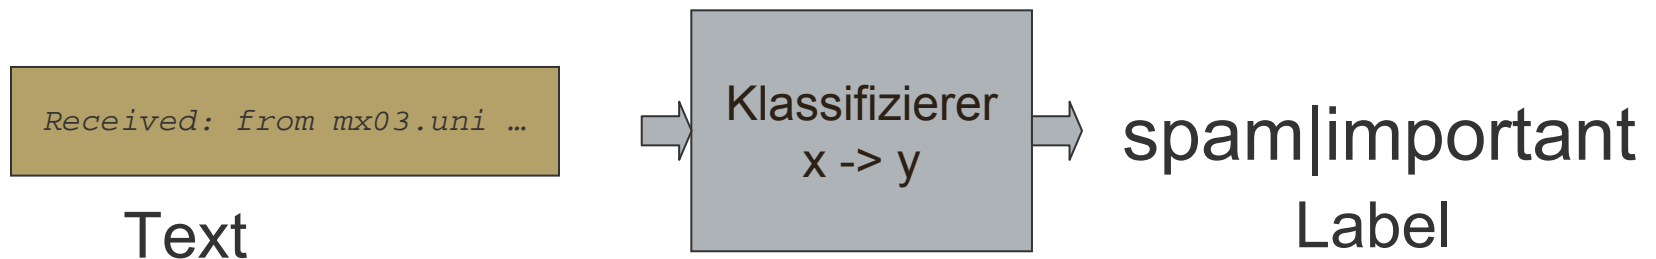 Received: from mx03.uni …
Text
Klassifizierer
x -> y
spam|important
Label